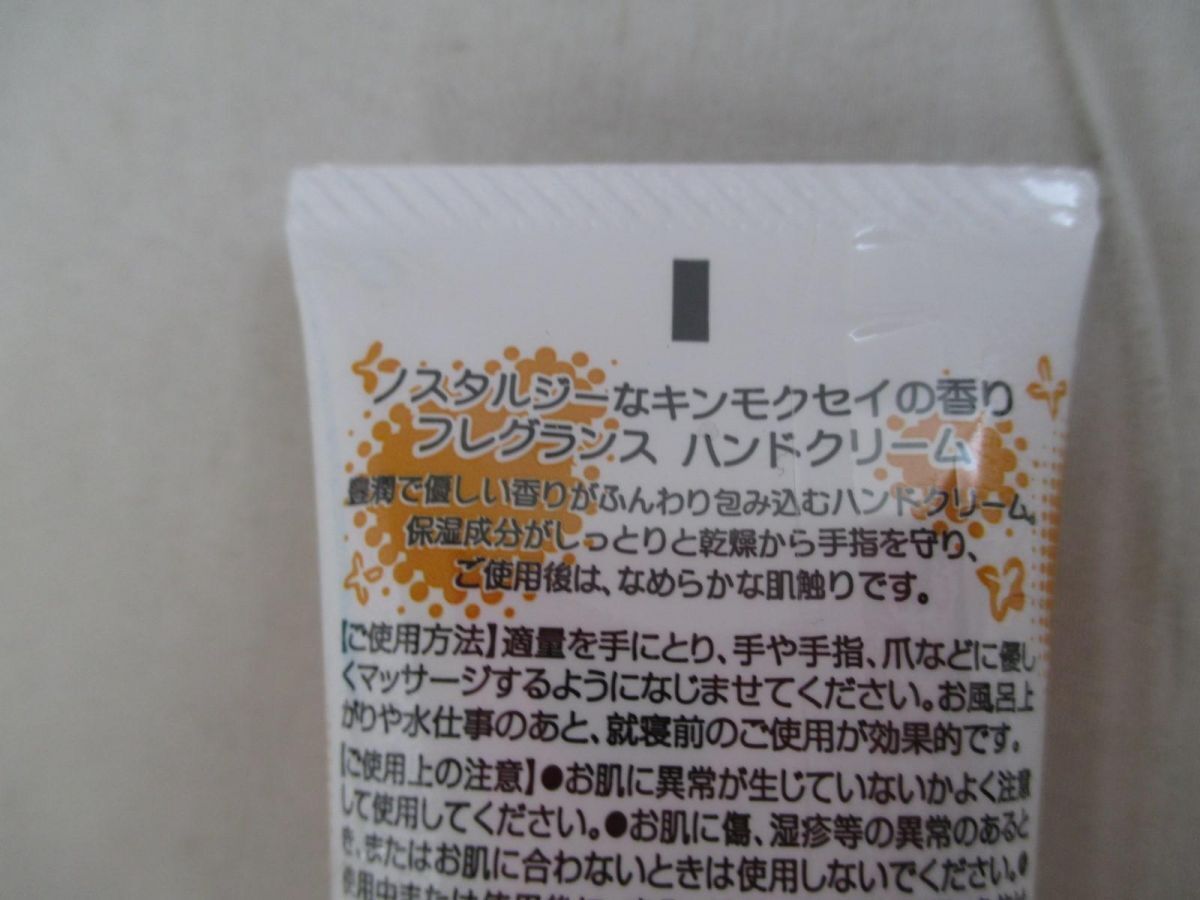 ノスタルジーなキンモクセイの香り
フレグランス ハンドクリーム
豊潤で優しい香りがふんわり包み込むハンドクリーム。
保湿成分がしっとりと乾燥から手指を守り、
ご使用後は、なめらかな肌触りです。
【ご使用方法】適量を手にとり、手や手指、爪などに優し
くマッサージするようになじませてください。お風呂上
がりや水仕事のあと、就寝前のご使用が効果的です。
【ご使用上の注意】●お肌に異常が生じていないかよく注意
して使用してください。●お肌に傷、湿疹等の異常のあると
き、またはお肌に合わないときは使用しないでください。●
使用中または使用後に